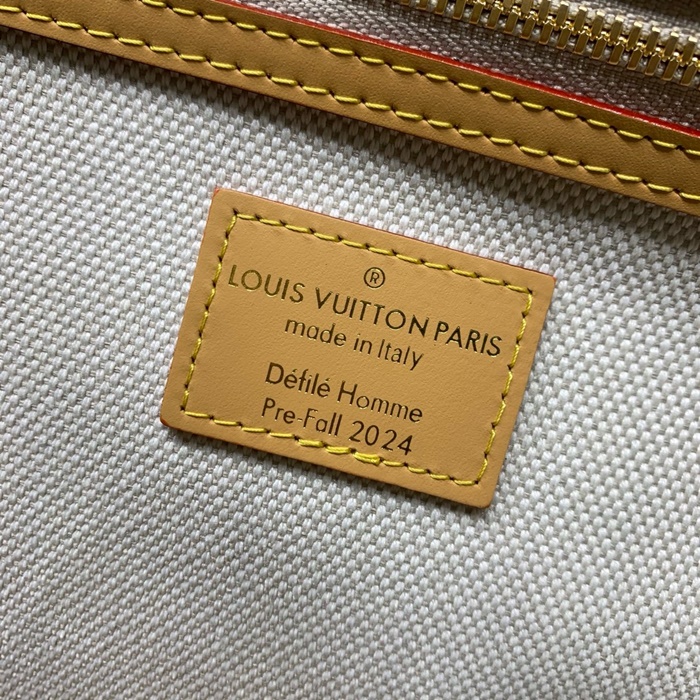 ®
LOUIS VUITTON PARIS
made in Italy
Défilé Homme
Pre-Fall 2024